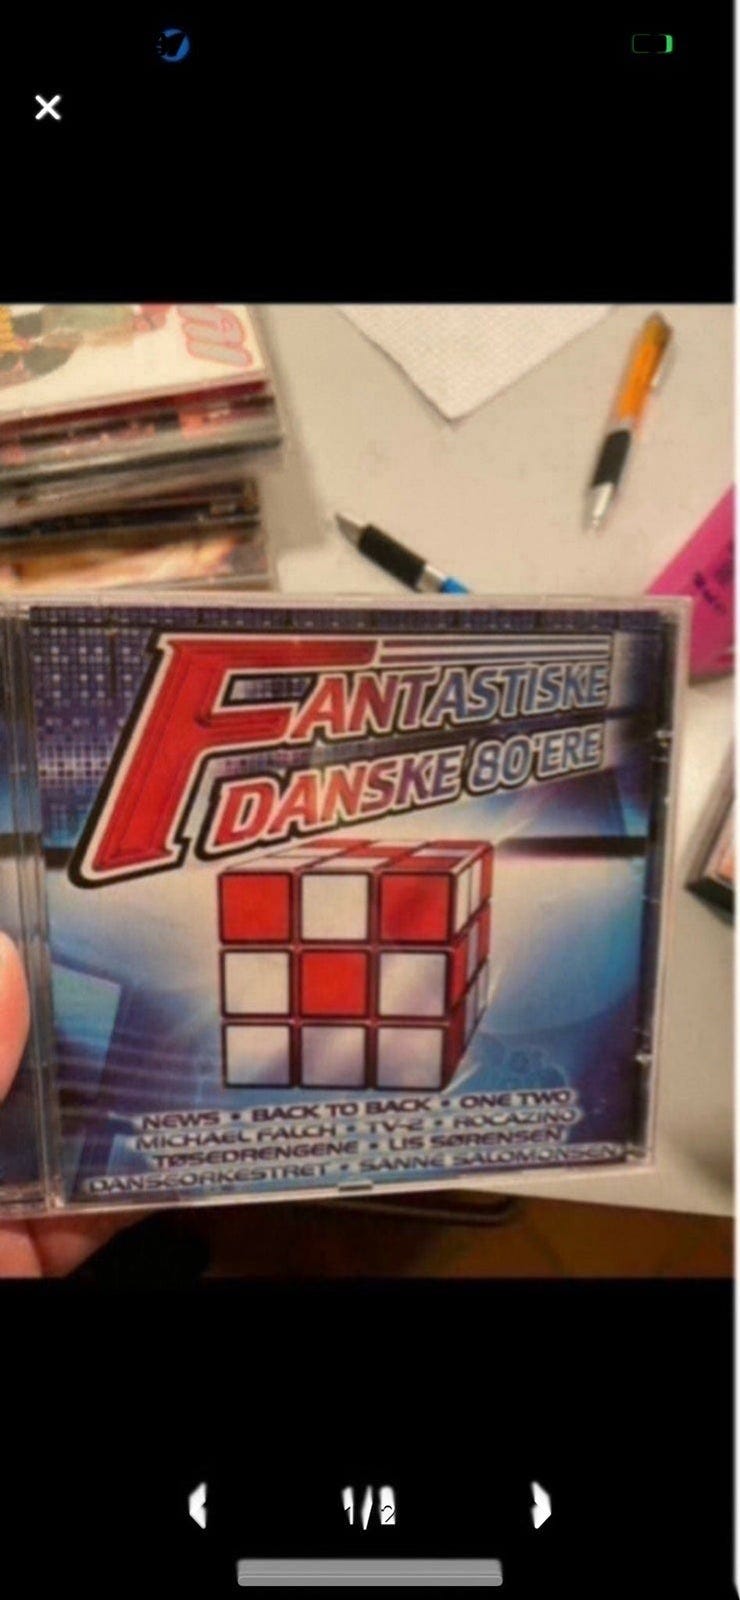 FANTASTISKE
DANSKE 80'ERE
NEWS • BACK TO BACK • ONE TWO
MICHAEL FALCH • TV-2 • ROCAZINO
TØSEDRENGENE • LIS SØRENSEN
DANSEORKESTRET • SANNE SALOMONSEN
1/2